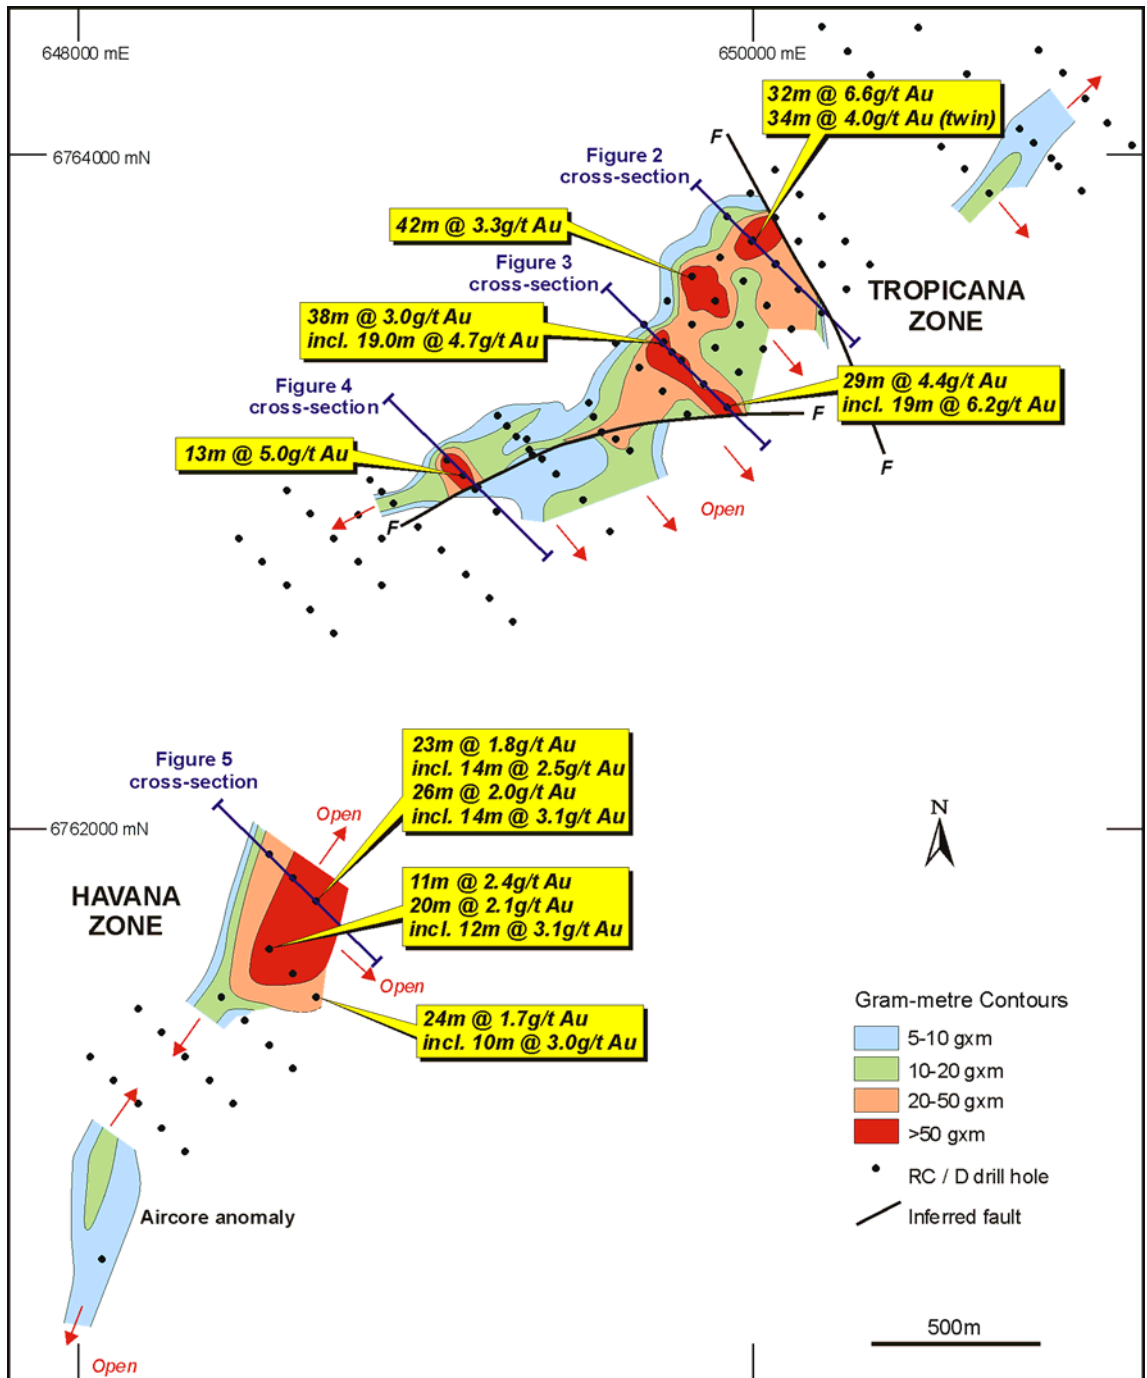 648000 mE
650000 mE
32m @ 6.6g/t Au
34m @ 4.0g/t Au (twin)
F
6764000 mN
Figure 2
cross-section
42m @ 3.3g/t Au
Figure 3
cross-section
TROPICANA
ZONE
38m @ 3.0g/t Au
incl. 19.0m @ 4.7g/t Au
Figure 4
cross-section
29m @ 4.4g/t Au
incl. 19m @ 6.2g/t Au
F
13m @ 5.0g/t Au
F
Open
F
Figure 5
cross-section
23m @ 1.8g/t Au
incl. 14m @ 2.5g/t Au
26m @ 2.0g/t Au
incl. 14m @ 3.1g/t Au
Open
N
6762000 mN
HAVANA
ZONE
11m @ 2.4g/t Au
20m @ 2.1g/t Au
incl. 12m @ 3.1g/t Au
Open
24m @ 1.7g/t Au
incl. 10m @ 3.0g/t Au
Gram-metre Contours
5-10 gxm
10-20 gxm
20-50 gxm
>50 gxm
RC / D drill hole
Inferred fault
Aircore anomaly
500m
Open